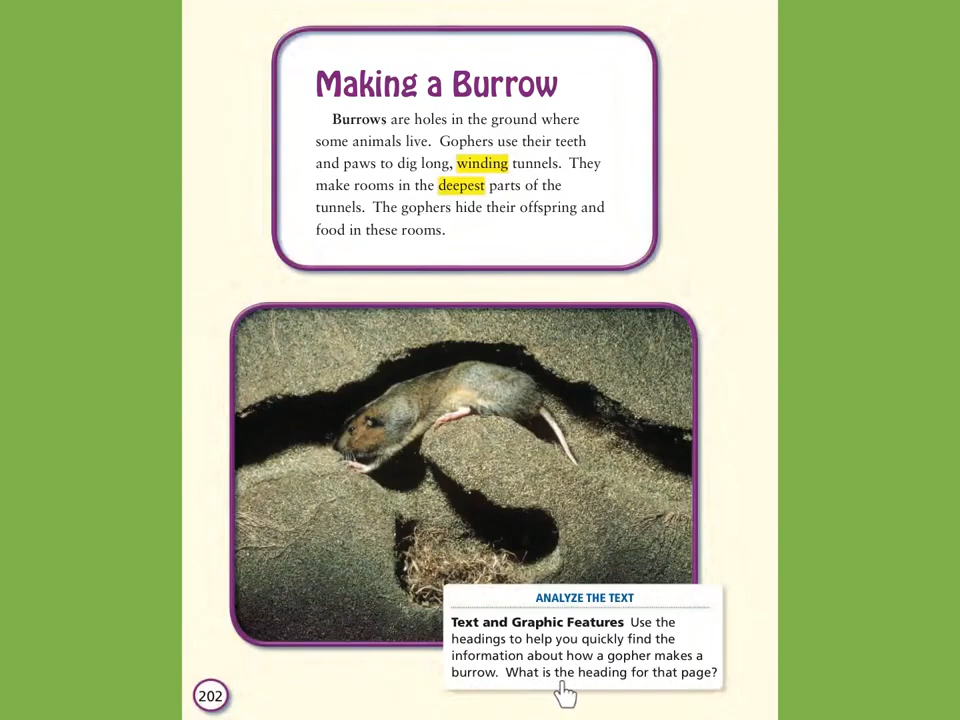 Making a Burrow
Burrows are holes in the ground where
some animals live. Gophers use their teeth
and paws to dig long, winding tunnels. They
make rooms in the deepest parts of the
tunnels. The gophers hide their offspring and
food in these rooms.
ANALYZE THE TEXT
Text and Graphic Features Use the
headings to help you quickly find the
information about how a gopher makes a
burrow. What is the heading for that page?
202